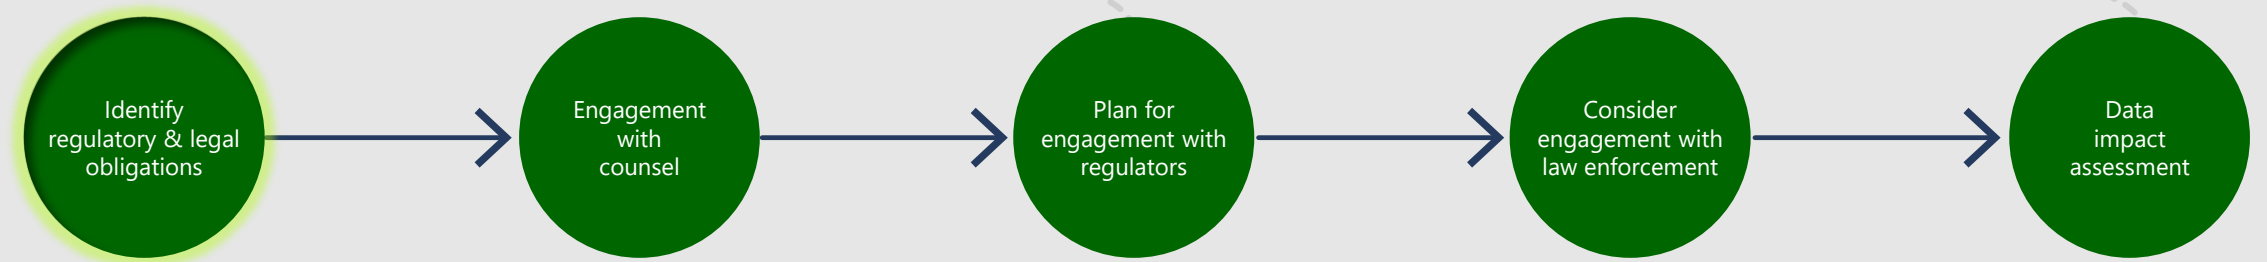 Identify
regulatory & legal
obligations
Engagement
with
counsel
Plan for
engagement with
regulators
Consider
engagement with
law enforcement
Data
impact
assessment